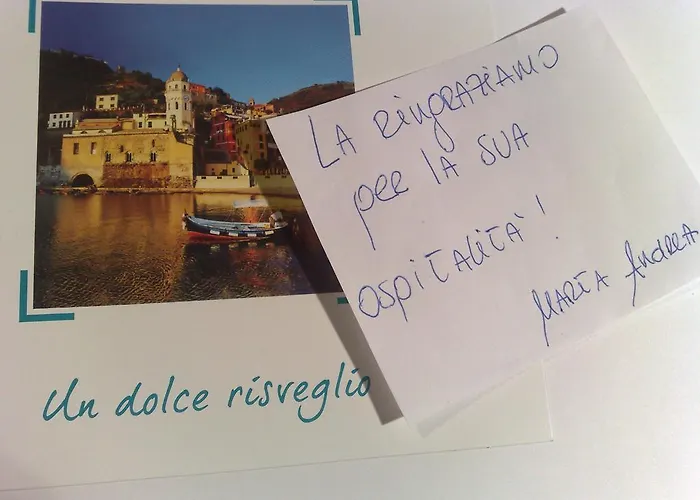 LA RINGRAZIAMO
per LA SUA
OSPITALITA'!
MARTA ANDREA
Un dolce risveglio